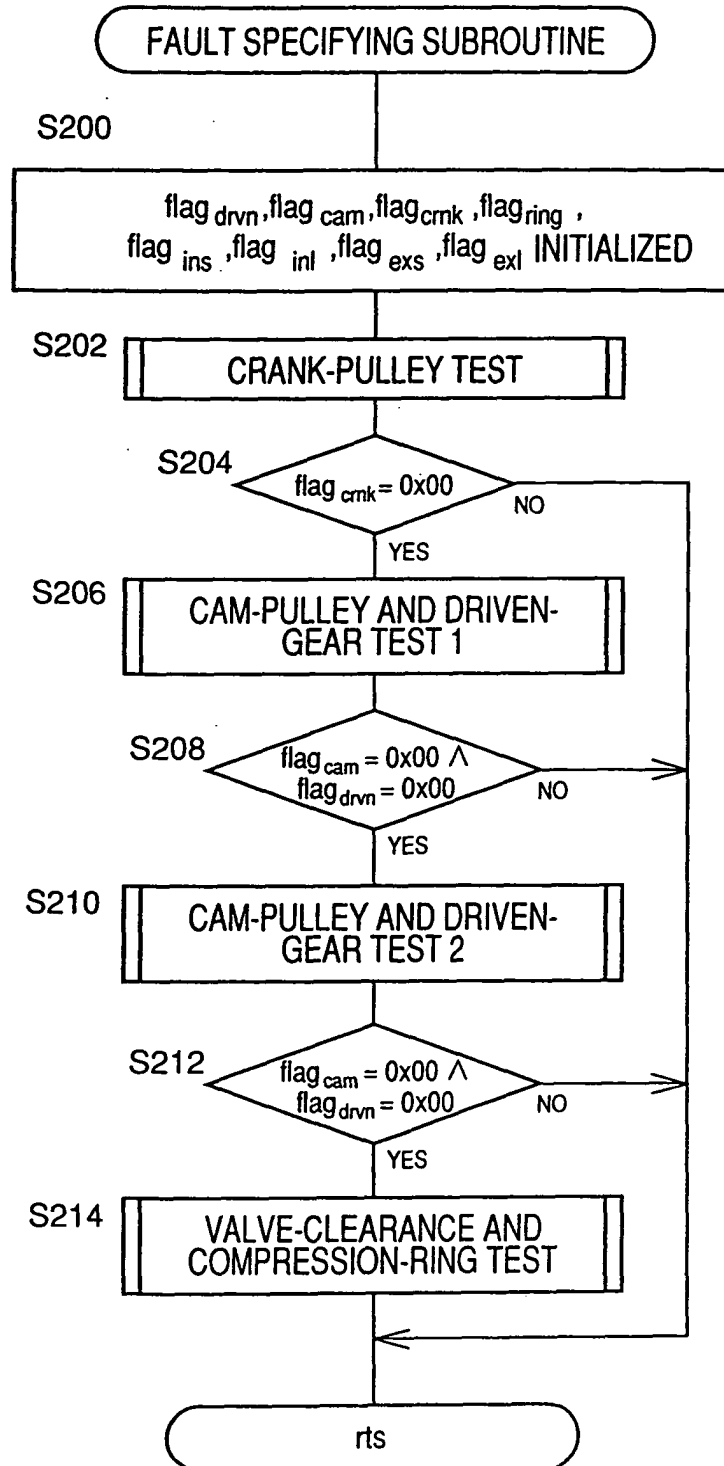 FAULT SPECIFYING SUBROUTINE
S200
flag drvn,flag cam,flag crnk ,flag ring ,
flag ins ,flag inl ,flag exs ,flag exl INITIALIZED
S202
CRANK-PULLEY TEST
S204
flag crnk = 0x00
NO
YES
S206
CAM-PULLEY AND DRIVEN-
GEAR TEST 1
S208
flag cam = 0x00 ∧
flag drvn = 0x00
NO
YES
S210
CAM-PULLEY AND DRIVEN-
GEAR TEST 2
S212
flag cam = 0x00 ∧
flag drvn = 0x00
NO
YES
S214
VALVE-CLEARANCE AND
COMPRESSION-RING TEST
rts